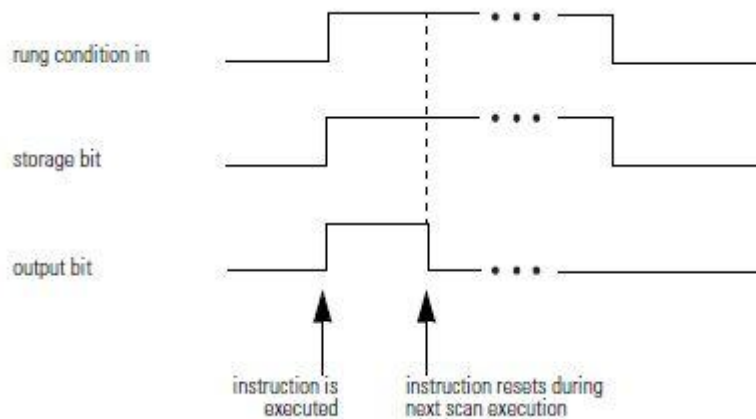 rung condition in
storage bit
output bit
instruction is
executed
instruction resets during
next scan execution